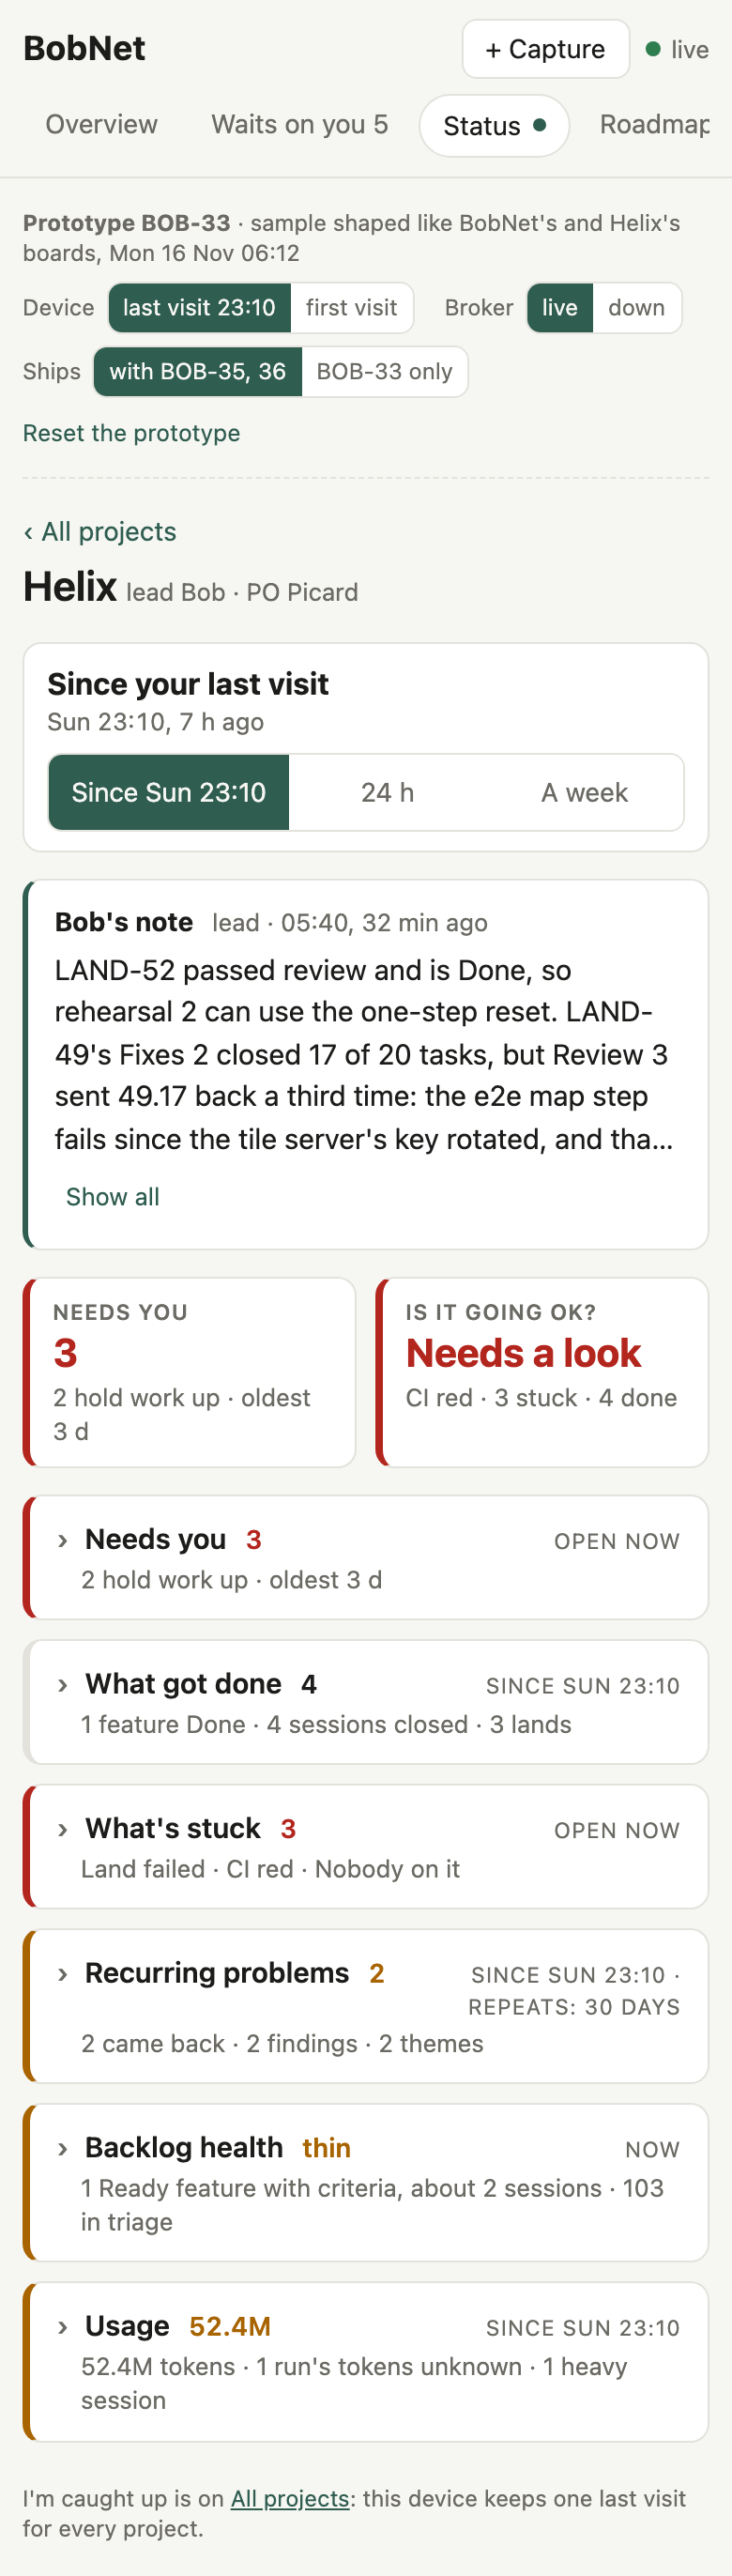 BobNet
+ Capture
live
Overview
Waits on you 5
Status
Roadmap
Prototype BOB-33 · sample shaped like BobNet's and Helix's
boards, Mon 16 Nov 06:12
Device
last visit 23:10
first visit
Broker
live
down
Ships
with BOB-35, 36
BOB-33 only
Reset the prototype
‹ All projects
Helix lead Bob · PO Picard
Since your last visit
Sun 23:10, 7 h ago
Since Sun 23:10
24 h
A week
Bob's note lead · 05:40, 32 min ago
LAND-52 passed review and is Done, so
rehearsal 2 can use the one-step reset. LAND-
49's Fixes 2 closed 17 of 20 tasks, but Review 3
sent 49.17 back a third time: the e2e map step
fails since the tile server's key rotated, and tha...
Show all
NEEDS YOU
3
2 hold work up · oldest
3 d
IS IT GOING OK?
Needs a look
CI red · 3 stuck · 4 done
› Needs you 3
OPEN NOW
2 hold work up · oldest 3 d
› What got done 4
SINCE SUN 23:10
1 feature Done · 4 sessions closed · 3 lands
› What's stuck 3
OPEN NOW
Land failed · CI red · Nobody on it
› Recurring problems 2
SINCE SUN 23:10 ·
REPEATS: 30 DAYS
2 came back · 2 findings · 2 themes
› Backlog health thin
NOW
1 Ready feature with criteria, about 2 sessions · 103
in triage
› Usage 52.4M
SINCE SUN 23:10
52.4M tokens · 1 run's tokens unknown · 1 heavy
session
I'm caught up is on All projects: this device keeps one last visit
for every project.